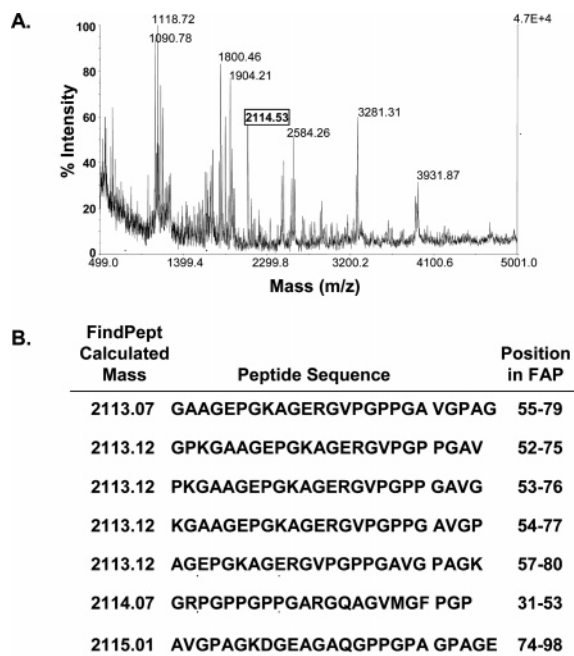 A.
4.7E+4
1118.72
1090.78
1800.46
1904.21
2114.53
2584.26
3281.31
3931.87
100
80
60
40
20
0
% Intensity
499.0 1399.4 2299.8 3200.2 4100.6 5001.0
Mass (m/z)
B.
FindPept
Calculated
Mass
Peptide Sequence
Position
in FAP
2113.07 GAAGEPGKAGERGVPGPPGA VGPAG 55-79
2113.12 GPKGAAGEPGKAGERGVPGP PGAV 52-75
2113.12 PKGAAGEPGKAGERGVPGPP GAVG 53-76
2113.12 KGAAGEPGKAGERGVPGPPG AVGP 54-77
2113.12 AGEPGKAGERGVPGPPGAVG PAGK 57-80
2114.07 GRPGPPGPPGARGQAGVMGF PGP 31-53
2115.01 AVGPAGKDGEAGAQGPPGPA GPAGE 74-98